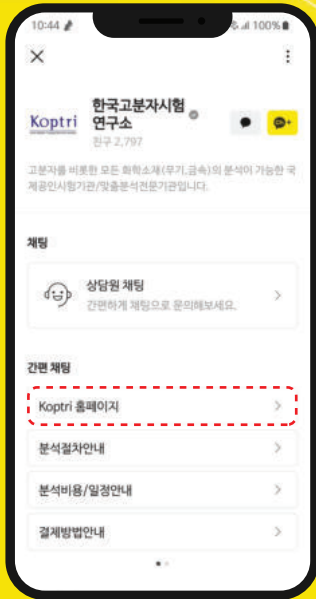 10:44
100%
한국고분자시험
연구소
Koptri
친구 2,797
고분자를 비롯한 모든 화학소재(무기,금속)의 분석이 가능한 국
제공인시험기관/맞춤분석전문기관입니다.
채팅
상담원 채팅
간편하게 채팅으로 문의해보세요.
간편 채팅
Koptri 홈페이지
분석절차안내
분석비용/일정안내
결제방법안내